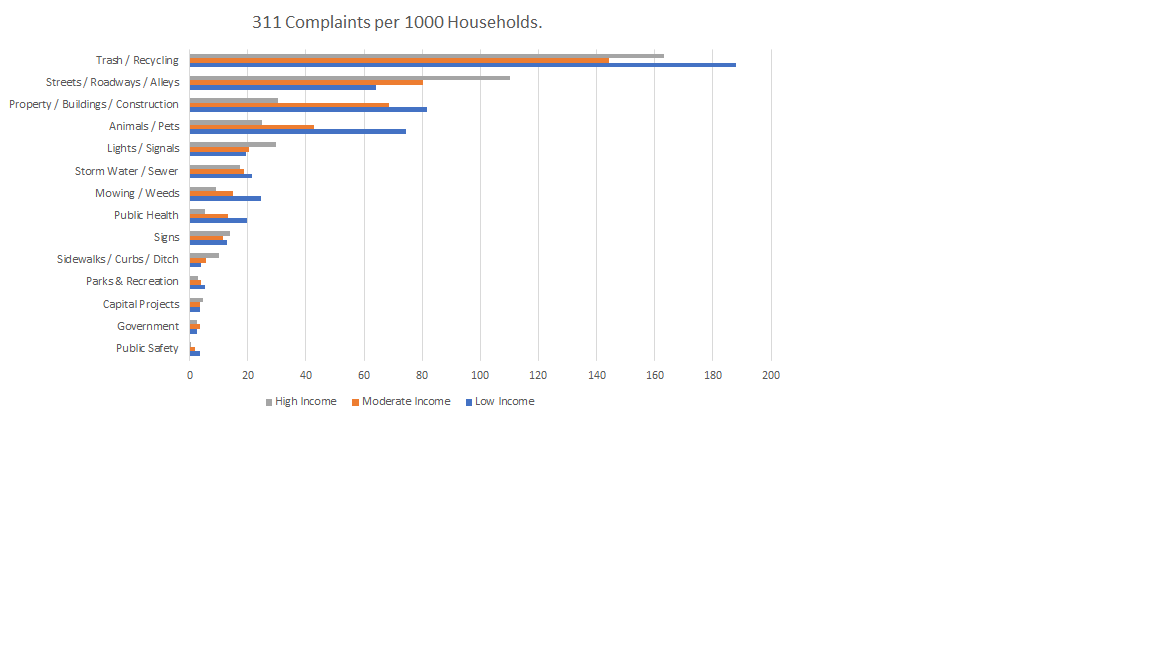 311 Complaints per 1000 Households.
Trash / Recycling
Streets / Roadways / Alleys
Property / Buildings / Construction
Animals / Pets
Lights / Signals
Storm Water / Sewer
Mowing / Weeds
Public Health
Signs
Sidewalks / Curbs / Ditch
Parks & Recreation
Capital Projects
Government
Public Safety
0 20 40 60 80 100 120 140 160 180 200
High Income Moderate Income Low Income